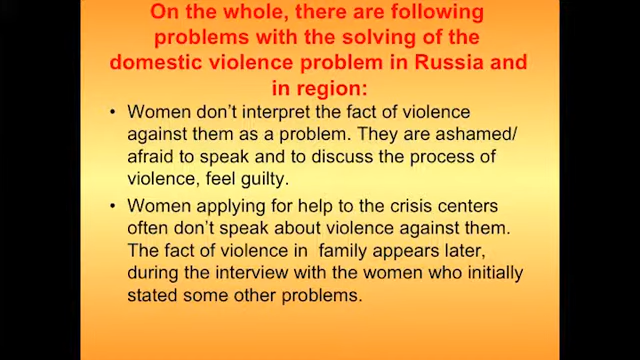 On the whole, there are following
problems with the solving of the
domestic violence problem in Russia and
in region:
• Women don't interpret the fact of violence
against them as a problem. They are ashamed/
afraid to speak and to discuss the process of
violence, feel guilty.
• Women applying for help to the crisis centers
often don't speak about violence against them.
The fact of violence in family appears later,
during the interview with the women who initially
stated some other problems.